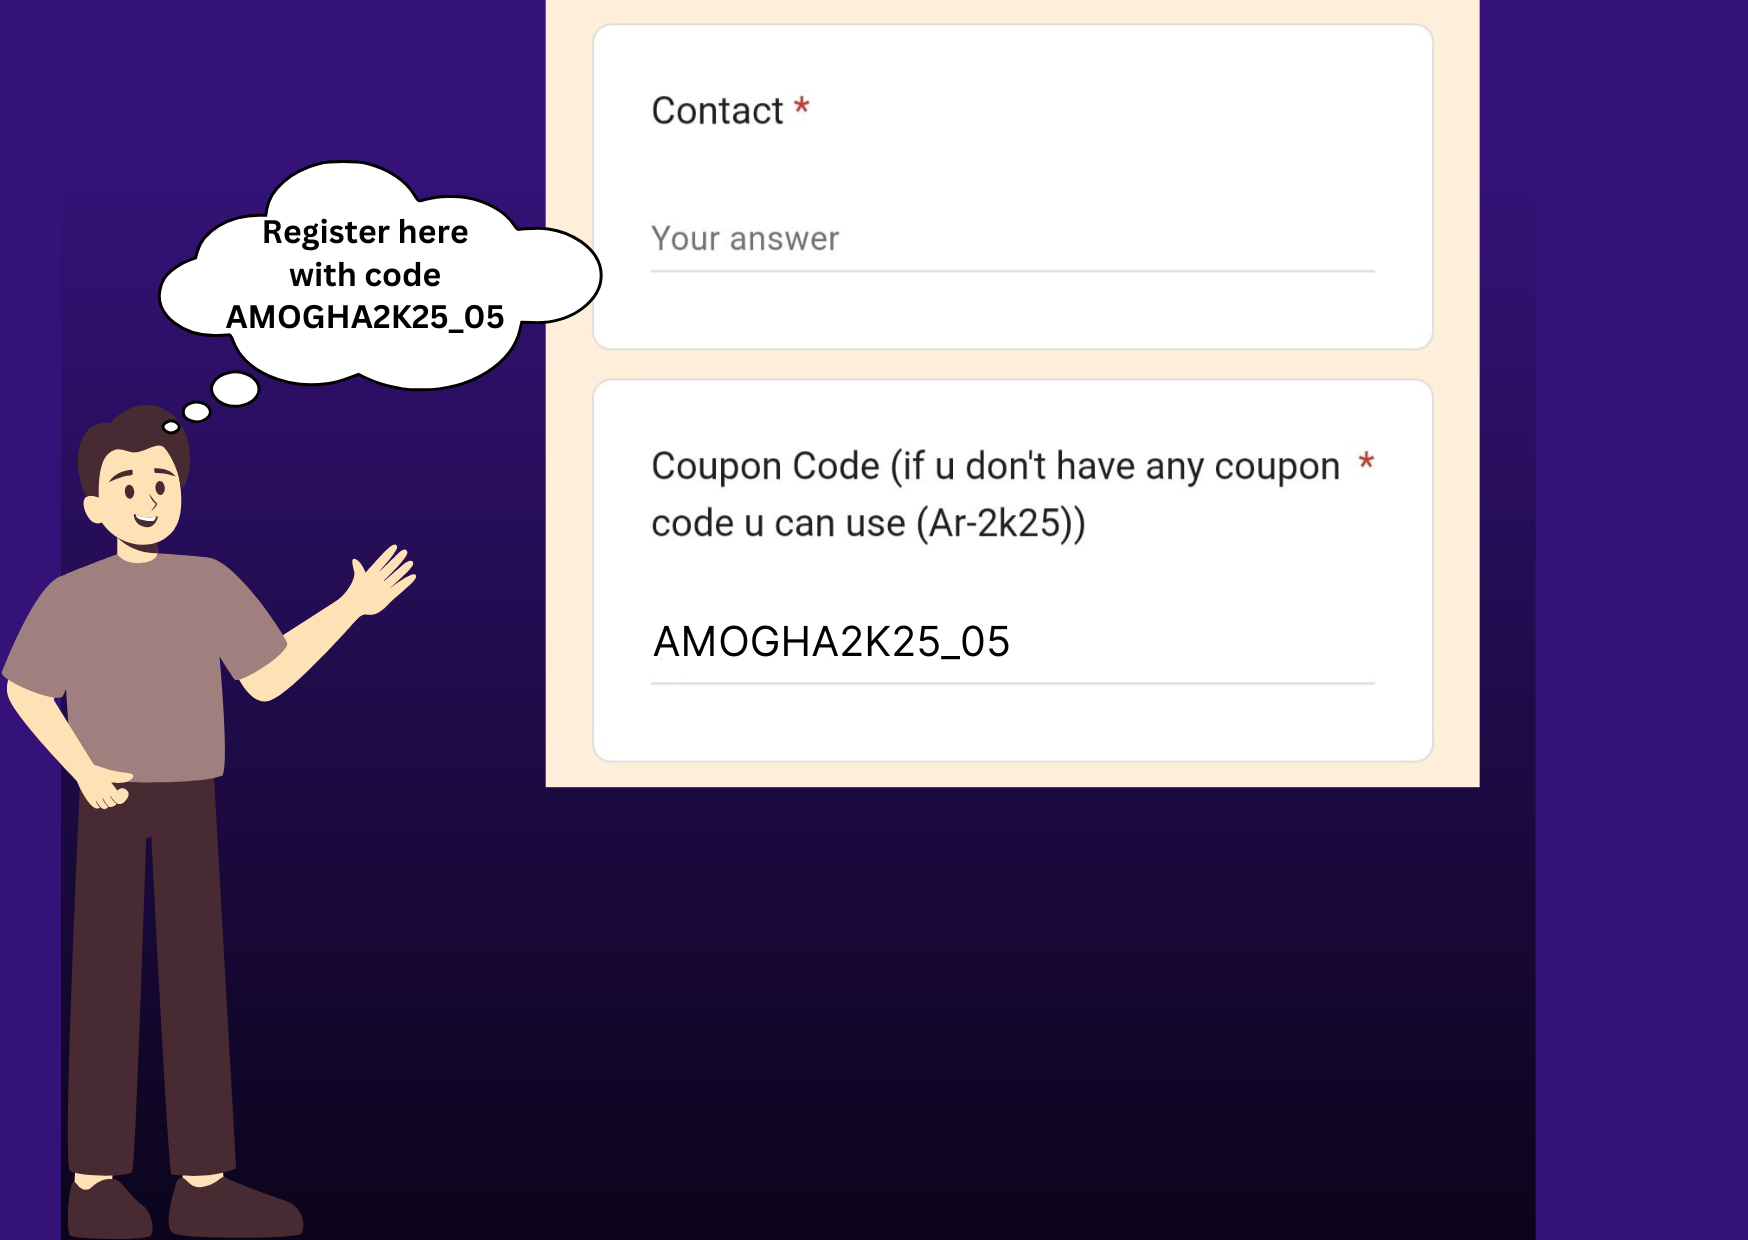 Contact *
Your answer
Register here
with code
AMOGHA2K25_05
Coupon Code (if u don't have any coupon *
code u can use (Ar-2k25))
AMOGHA2K25_05